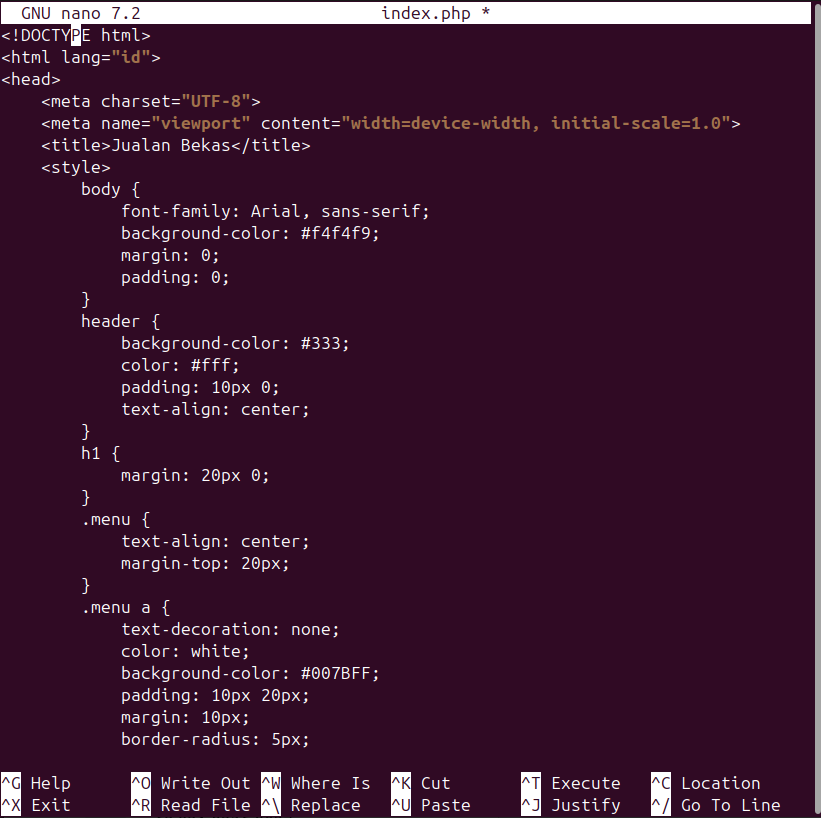 GNU nano 7.2 index.php *
<!DOCTYPE html>
<html lang="id">
<head>
    <meta charset="UTF-8">
    <meta name="viewport" content="width=device-width, initial-scale=1.0">
    <title>Jualan Bekas</title>
    <style>
        body {
            font-family: Arial, sans-serif;
            background-color: #f4f4f9;
            margin: 0;
            padding: 0;
        }
        header {
            background-color: #333;
            color: #fff;
            padding: 10px 0;
            text-align: center;
        }
        h1 {
            margin: 20px 0;
        }
        .menu {
            text-align: center;
            margin-top: 20px;
        }
        .menu a {
            text-decoration: none;
            color: white;
            background-color: #007BFF;
            padding: 10px 20px;
            margin: 10px;
            border-radius: 5px;
^G Help ^O Write Out ^W Where Is ^K Cut ^T Execute ^C Location
^X Exit ^R Read File ^\ Replace ^U Paste ^J Justify ^/ Go To Line